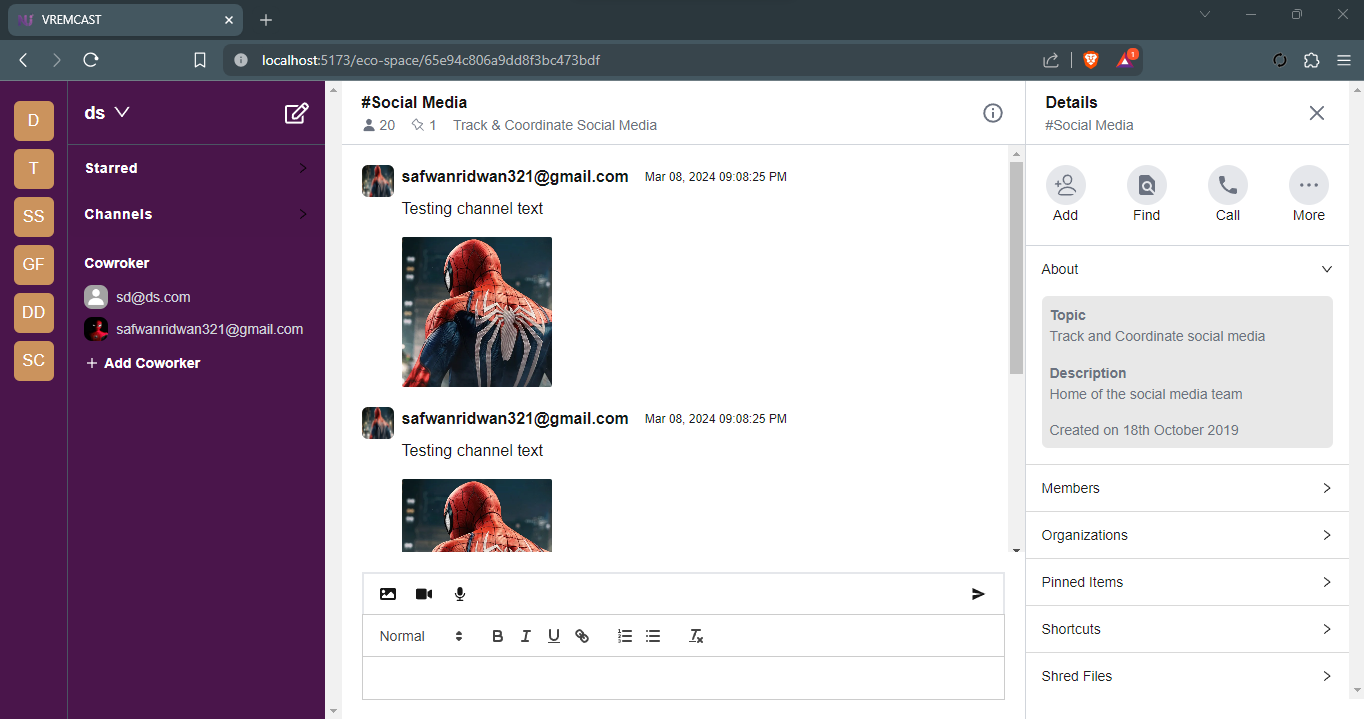 VREMCAST
localhost:5173/eco-space/65e94c806a9dd8f3bc473bdf
1
D
T
SS
GF
DD
SC
ds
Starred
Channels
Cowroker
sd@ds.com
safwanridwan321@gmail.com
+ Add Coworker
#Social Media
20 1 Track & Coordinate Social Media
safwanridwan321@gmail.com Mar 08, 2024 09:08:25 PM
Testing channel text
safwanridwan321@gmail.com Mar 08, 2024 09:08:25 PM
Testing channel text
Normal B I U
Details
#Social Media
Add Find Call More
About
Topic
Track and Coordinate social media
Description
Home of the social media team
Created on 18th October 2019
Members
Organizations
Pinned Items
Shortcuts
Shred Files